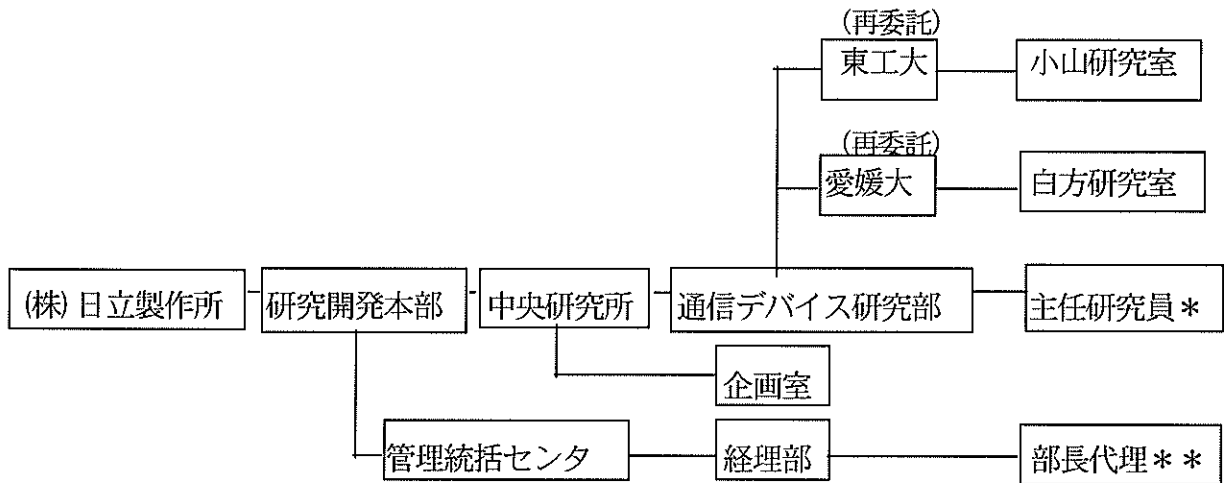 (再委託)
東工大 小山研究室
(再委託)
愛媛大 白方研究室
(株)日立製作所 研究開発本部 中央研究所 通信デバイス研究部 主任研究員＊
企画室
管理統括センタ 経理部 部長代理＊＊